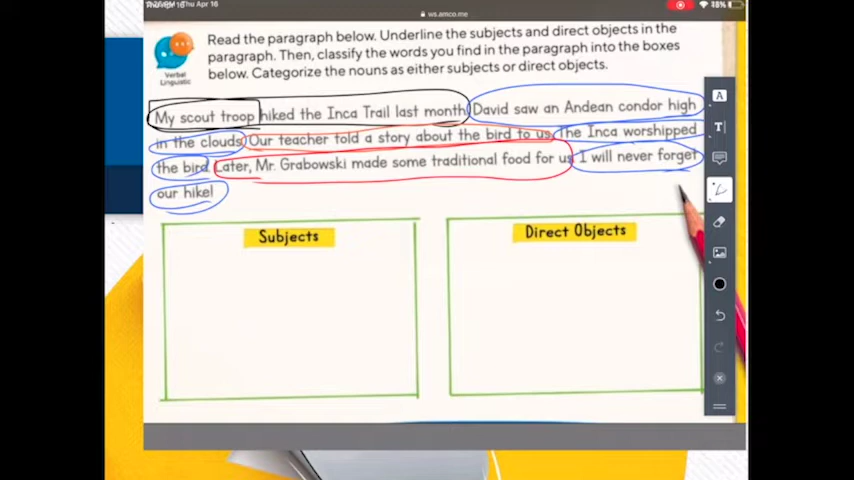 Thu Apr 16
78%
ws.amco.me
Verbal
Linguistic
Read the paragraph below. Underline the subjects and direct objects in the
paragraph. Then, classify the words you find in the paragraph into the boxes
below. Categorize the nouns as either subjects or direct objects.
My scout troop hiked the Inca Trail last month. David saw an Andean condor high
in the clouds. Our teacher told a story about the bird to us. The Inca worshipped
the bird. Later, Mr. Grabowski made some traditional food for us. I will never forget
our hike!
Subjects
Direct Objects
A
T